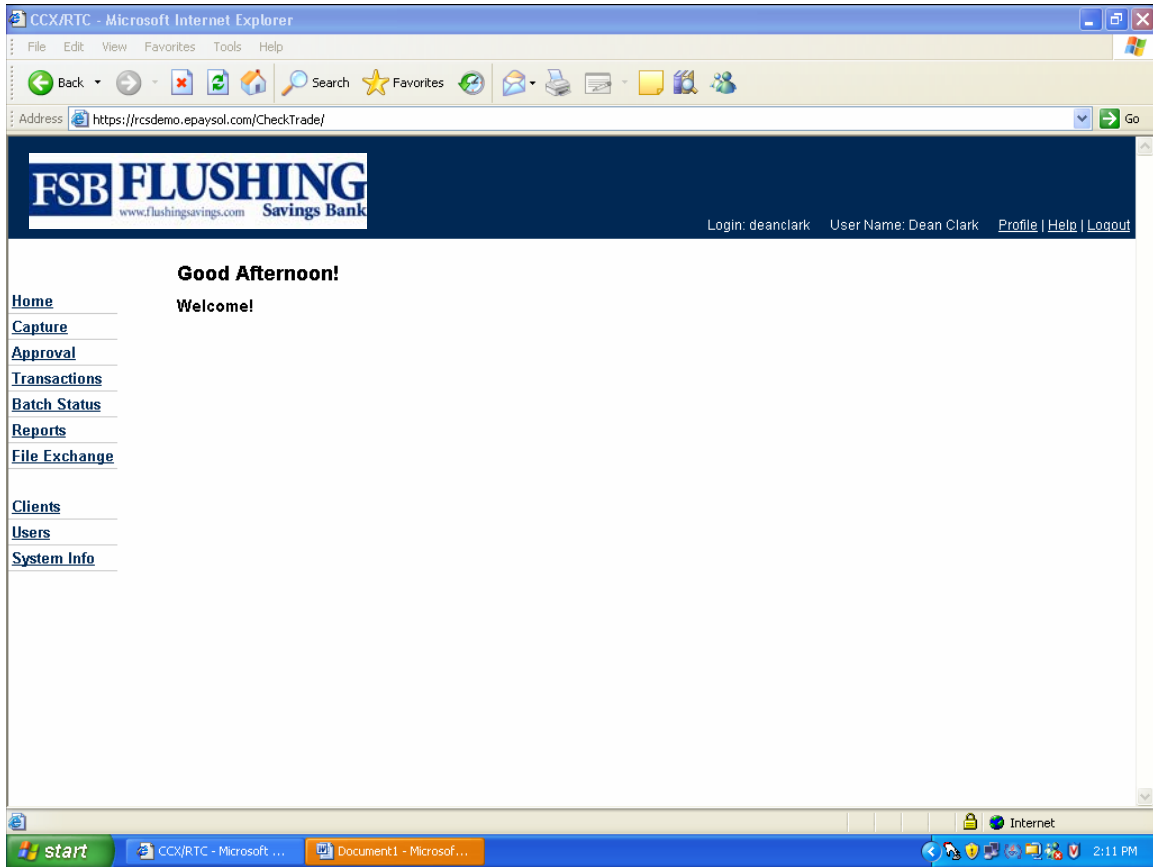 CCX/RTC - Microsoft Internet Explorer
File Edit View Favorites Tools Help
Back Search Favorites
Address https://rcsdemo.epaysol.com/CheckTrade/ Go
FSB FLUSHING
www.flushingsavings.com Savings Bank
Login: deanclark User Name: Dean Clark Profile | Help | Logout
Good Afternoon!
Welcome!
Home
Capture
Approval
Transactions
Batch Status
Reports
File Exchange
Clients
Users
System Info
Internet
start CCX/RTC - Microsoft ... Document1 - Microsof... 2:11 PM